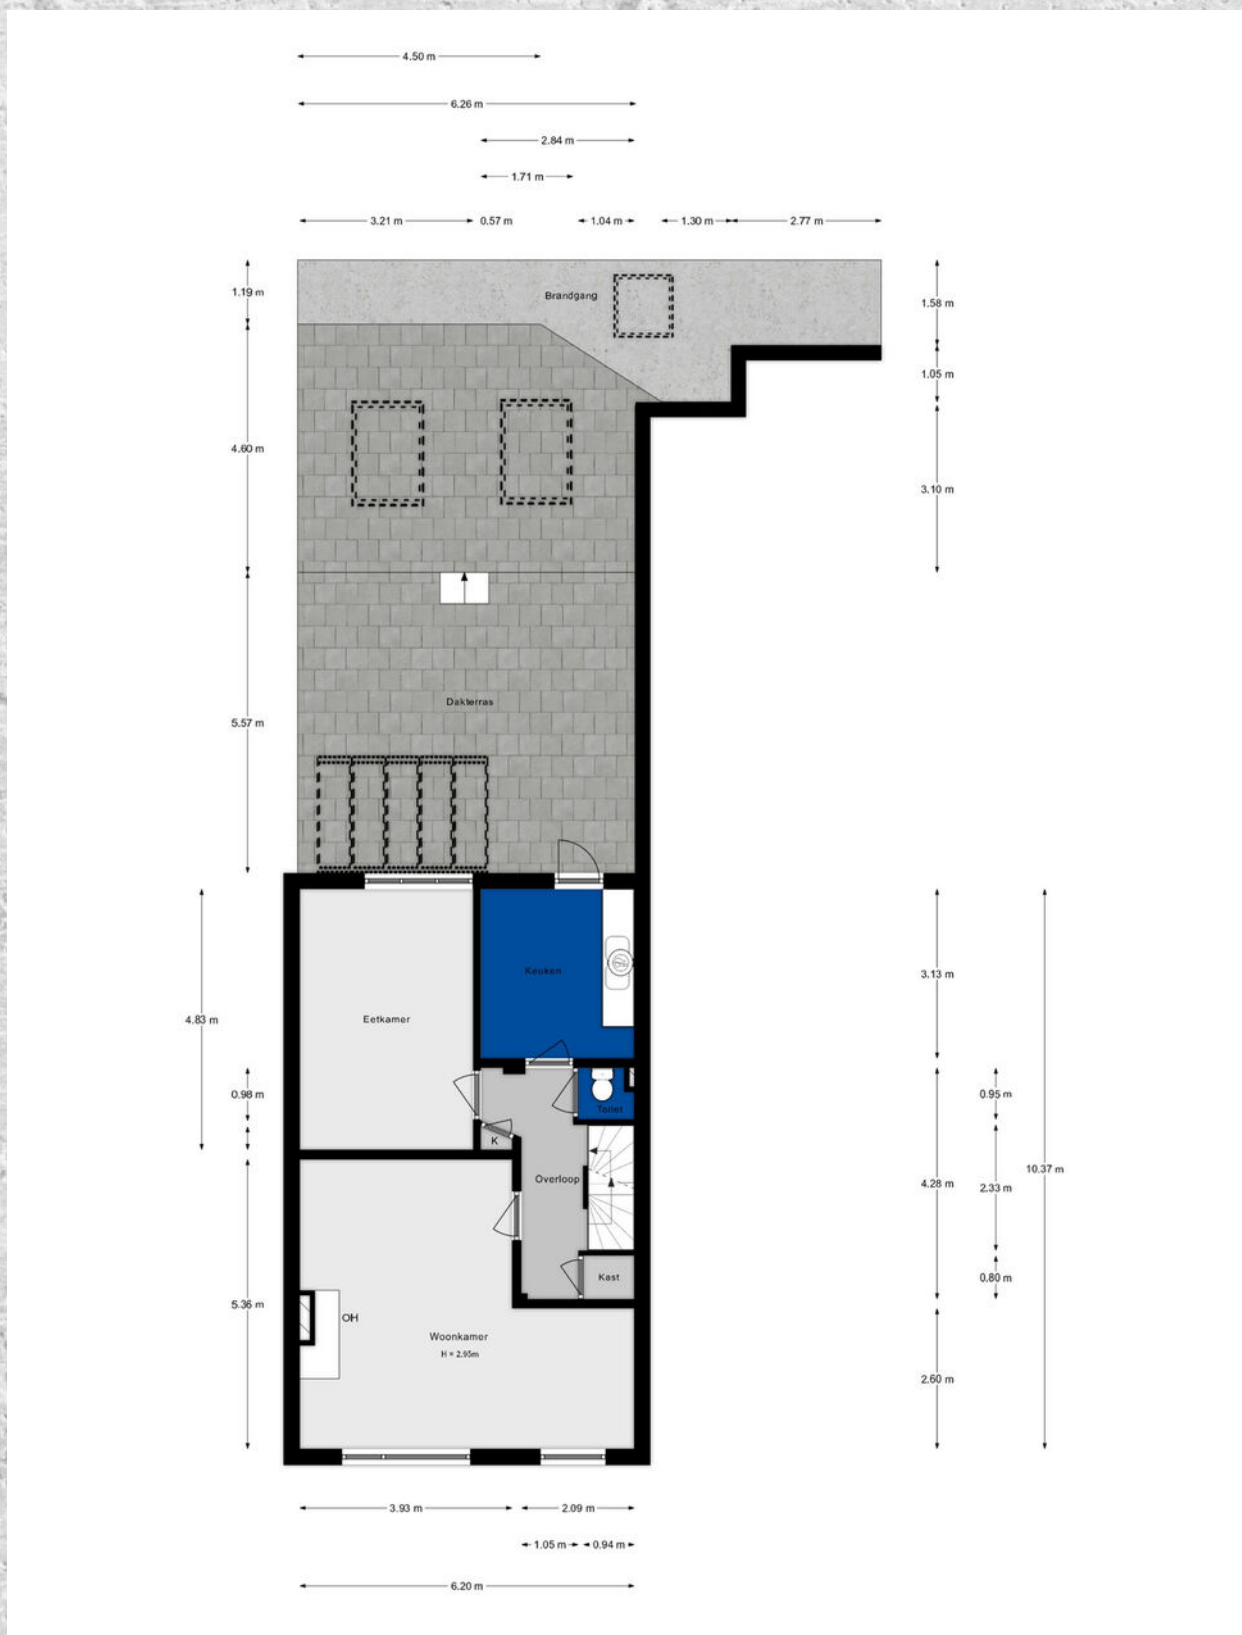 4.50 m
6.26 m
2.84 m
1.71 m
3.21 m
0.57 m
1.04 m
1.30 m
2.77 m
1.19 m
Brandgang
1.58 m
1.05 m
4.60 m
3.10 m
Dakterras
5.57 m
Keuken
3.13 m
Eetkamer
4.83 m
0.98 m
0.95 m
Toilet
K
Overloop
4.28 m
2.33 m
10.37 m
Kast
0.80 m
5.36 m
OH
Woonkamer
H = 2.95m
2.60 m
3.93 m
2.09 m
1.05 m
0.94 m
6.20 m